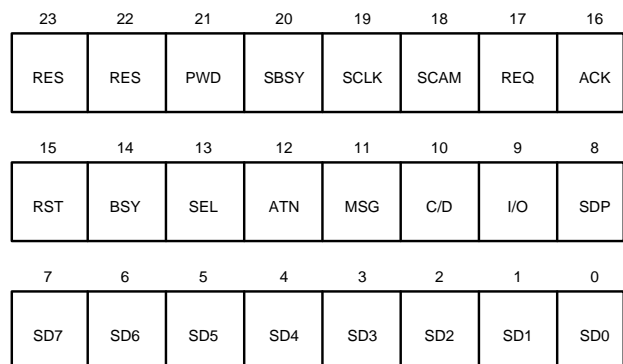 23 22 21 20 19 18 17 16
RES RES PWD SBSY SCLK SCAM REQ ACK
15 14 13 12 11 10 9 8
RST BSY SEL ATN MSG C/D I/O SDP
7 6 5 4 3 2 1 0
SD7 SD6 SD5 SD4 SD3 SD2 SD1 SD0